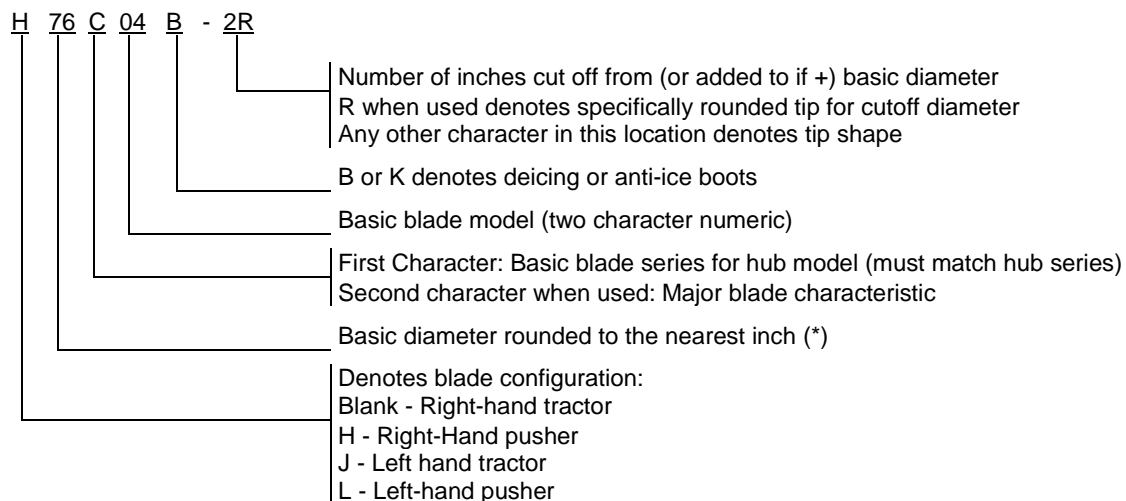 H 76 C 04 B - 2R
Number of inches cut off from (or added to if +) basic diameter
R when used denotes specifically rounded tip for cutoff diameter
Any other character in this location denotes tip shape
B or K denotes deicing or anti-ice boots
Basic blade model (two character numeric)
First Character: Basic blade series for hub model (must match hub series)
Second character when used: Major blade characteristic
Basic diameter rounded to the nearest inch (*)
Denotes blade configuration:
Blank - Right-hand tractor
H - Right-Hand pusher
J - Left hand tractor
L - Left-hand pusher